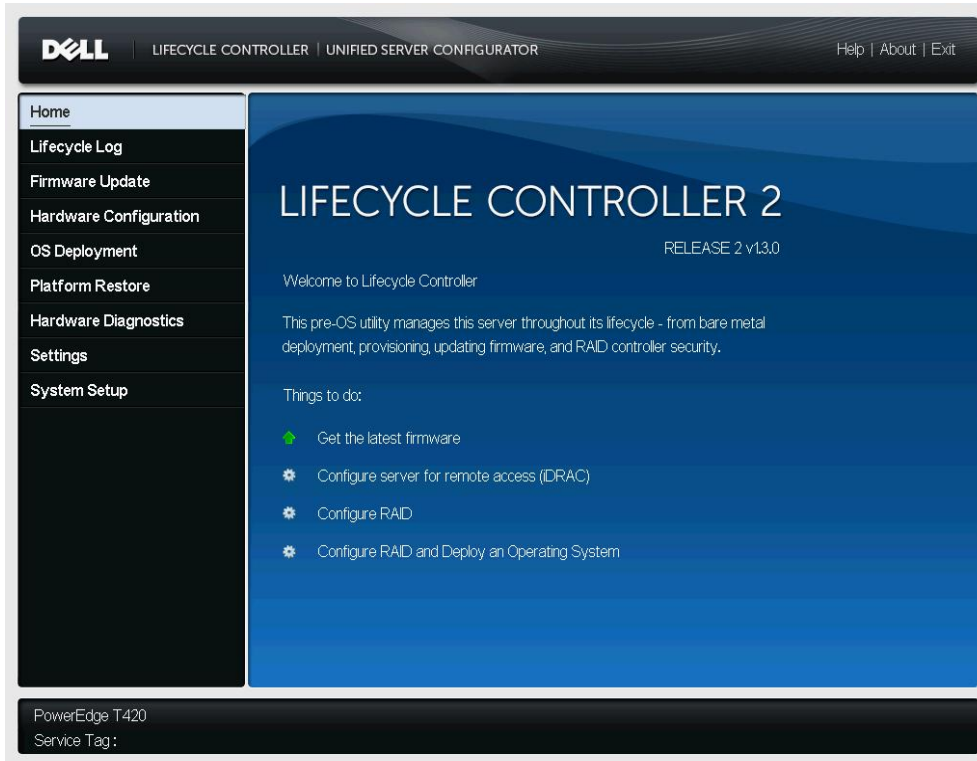 DELL
LIFECYCLE CONTROLLER | UNIFIED SERVER CONFIGURATOR
Help | About | Exit
Home
Lifecycle Log
Firmware Update
Hardware Configuration
OS Deployment
Platform Restore
Hardware Diagnostics
Settings
System Setup
LIFECYCLE CONTROLLER 2
RELEASE 2 v1.3.0
Welcome to Lifecycle Controller
This pre-OS utility manages this server throughout its lifecycle - from bare metal
deployment, provisioning, updating firmware, and RAID controller security.
Things to do:
Get the latest firmware
Configure server for remote access (iDRAC)
Configure RAID
Configure RAID and Deploy an Operating System
PowerEdge T420
Service Tag :